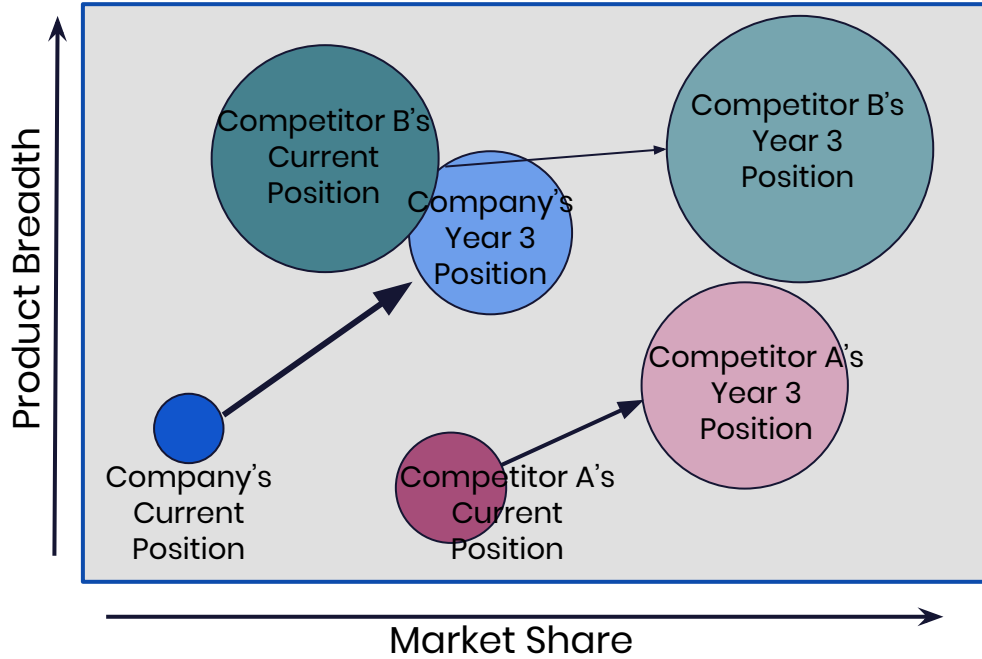 Product Breadth
Competitor B’s
Current
Position
Company’s
Year 3
Position
Competitor B’s
Year 3
Position
Company’s
Current
Position
Competitor A’s
Current
Position
Competitor A’s
Year 3
Position
Market Share